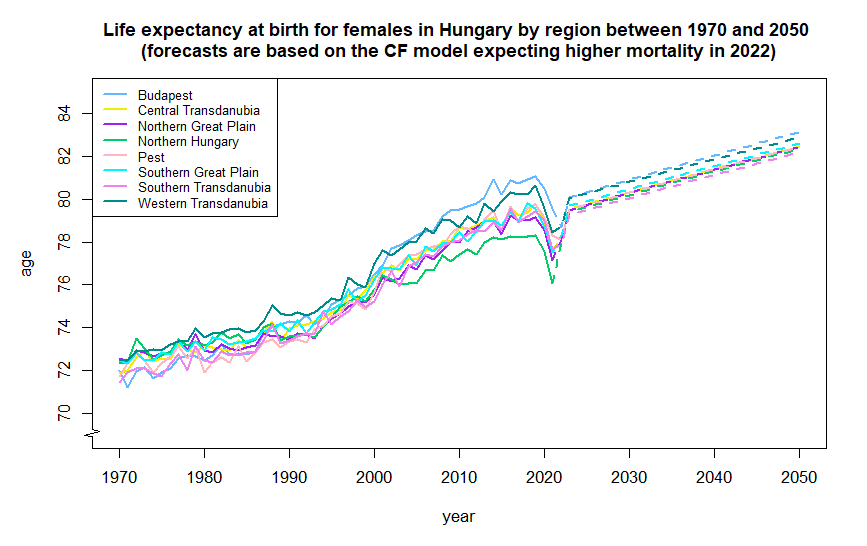 Life expectancy at birth for females in Hungary by region between 1970 and 2050
(forecasts are based on the CF model expecting higher mortality in 2022)
Budapest
Central Transdanubia
Northern Great Plain
Northern Hungary
Pest
Southern Great Plain
Southern Transdanubia
Western Transdanubia
age
84
82
80
78
76
74
72
70
1970 1980 1990 2000 2010 2020 2030 2040 2050
year